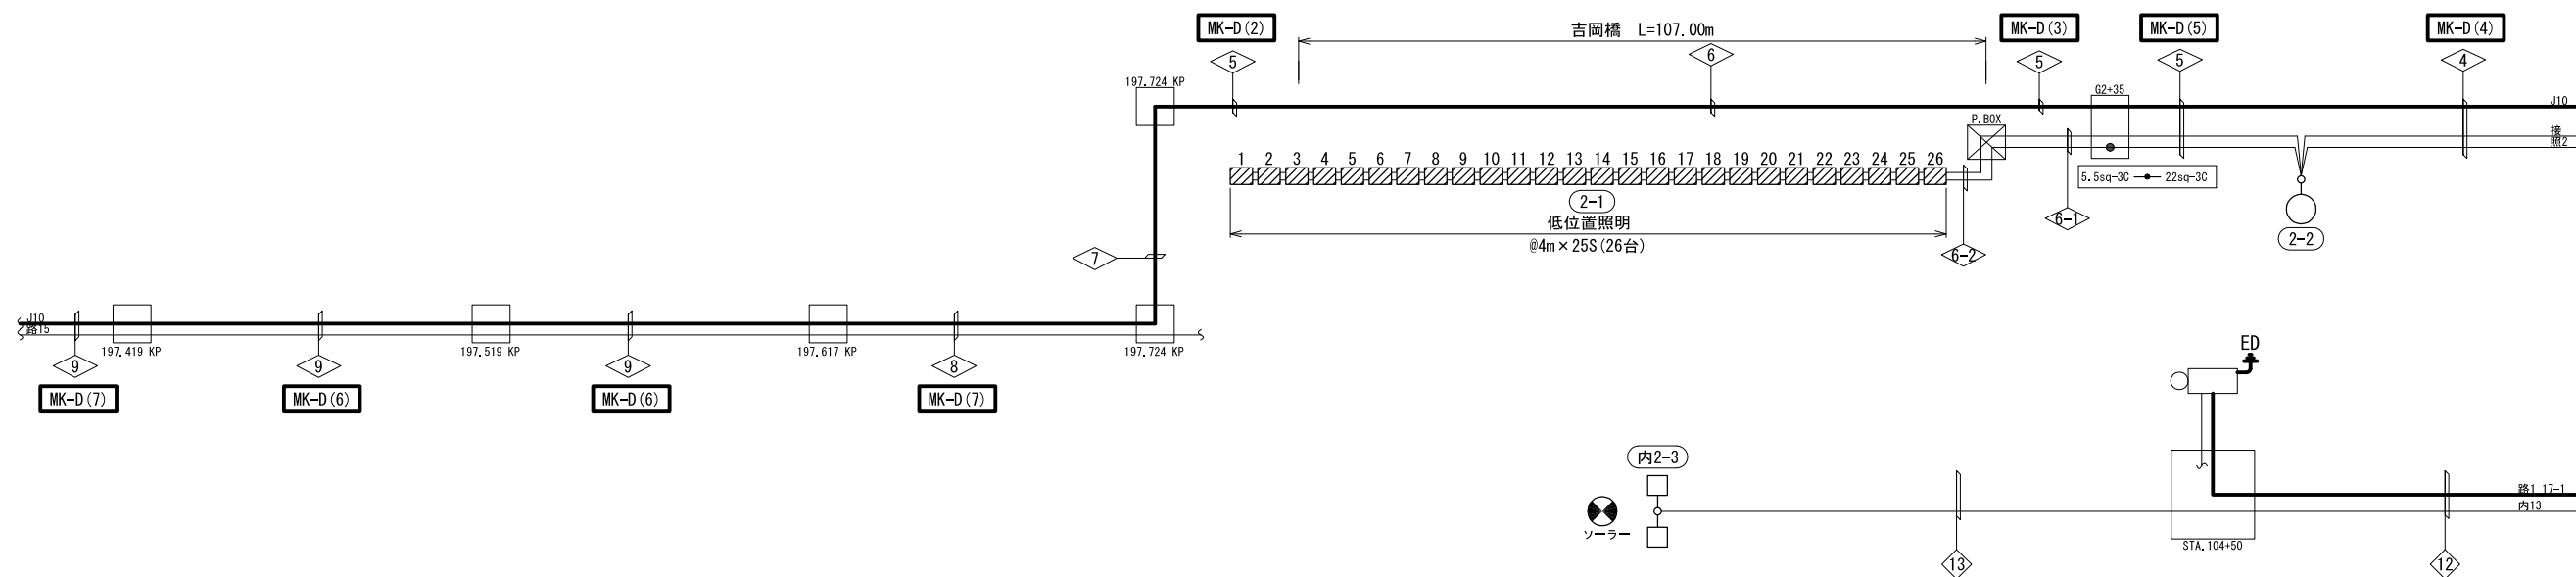 MK-D(2)
吉岡橋 L=107.00m
MK-D(3)
MK-D(5)
MK-D(4)
5
6
5
5
4
197.724 KP
G2+35
J10
P.BOX
接
照2
1 2 3 4 5 6 7 8 9 10 11 12 13 14 15 16 17 18 19 20 21 22 23 24 25 26
5.5sq-3C 22sq-3C
2-1
6-1
低位置照明
@4m×25S(26台)
2-2
6-2
7
J10
路15
197.419 KP
197.519 KP
197.617 KP
197.724 KP
9
9
9
8
MK-D(7)
MK-D(6)
MK-D(6)
MK-D(7)
ED
内2-3
ソーラー
路1 17-1
内13
STA.104+50
13
12